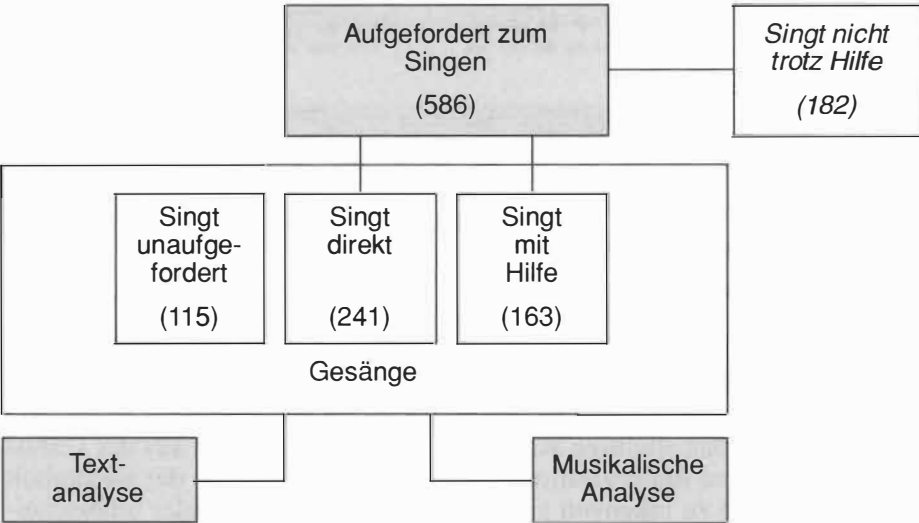 Aufgefordert zum
Singen
(586)
Singt nicht
trotz Hilfe
(182)
Singt
unaufge-
fordert
(115)
Singt
direkt
(241)
Singt
mit
Hilfe
(163)
Gesänge
Text-
analyse
Musikalische
Analyse